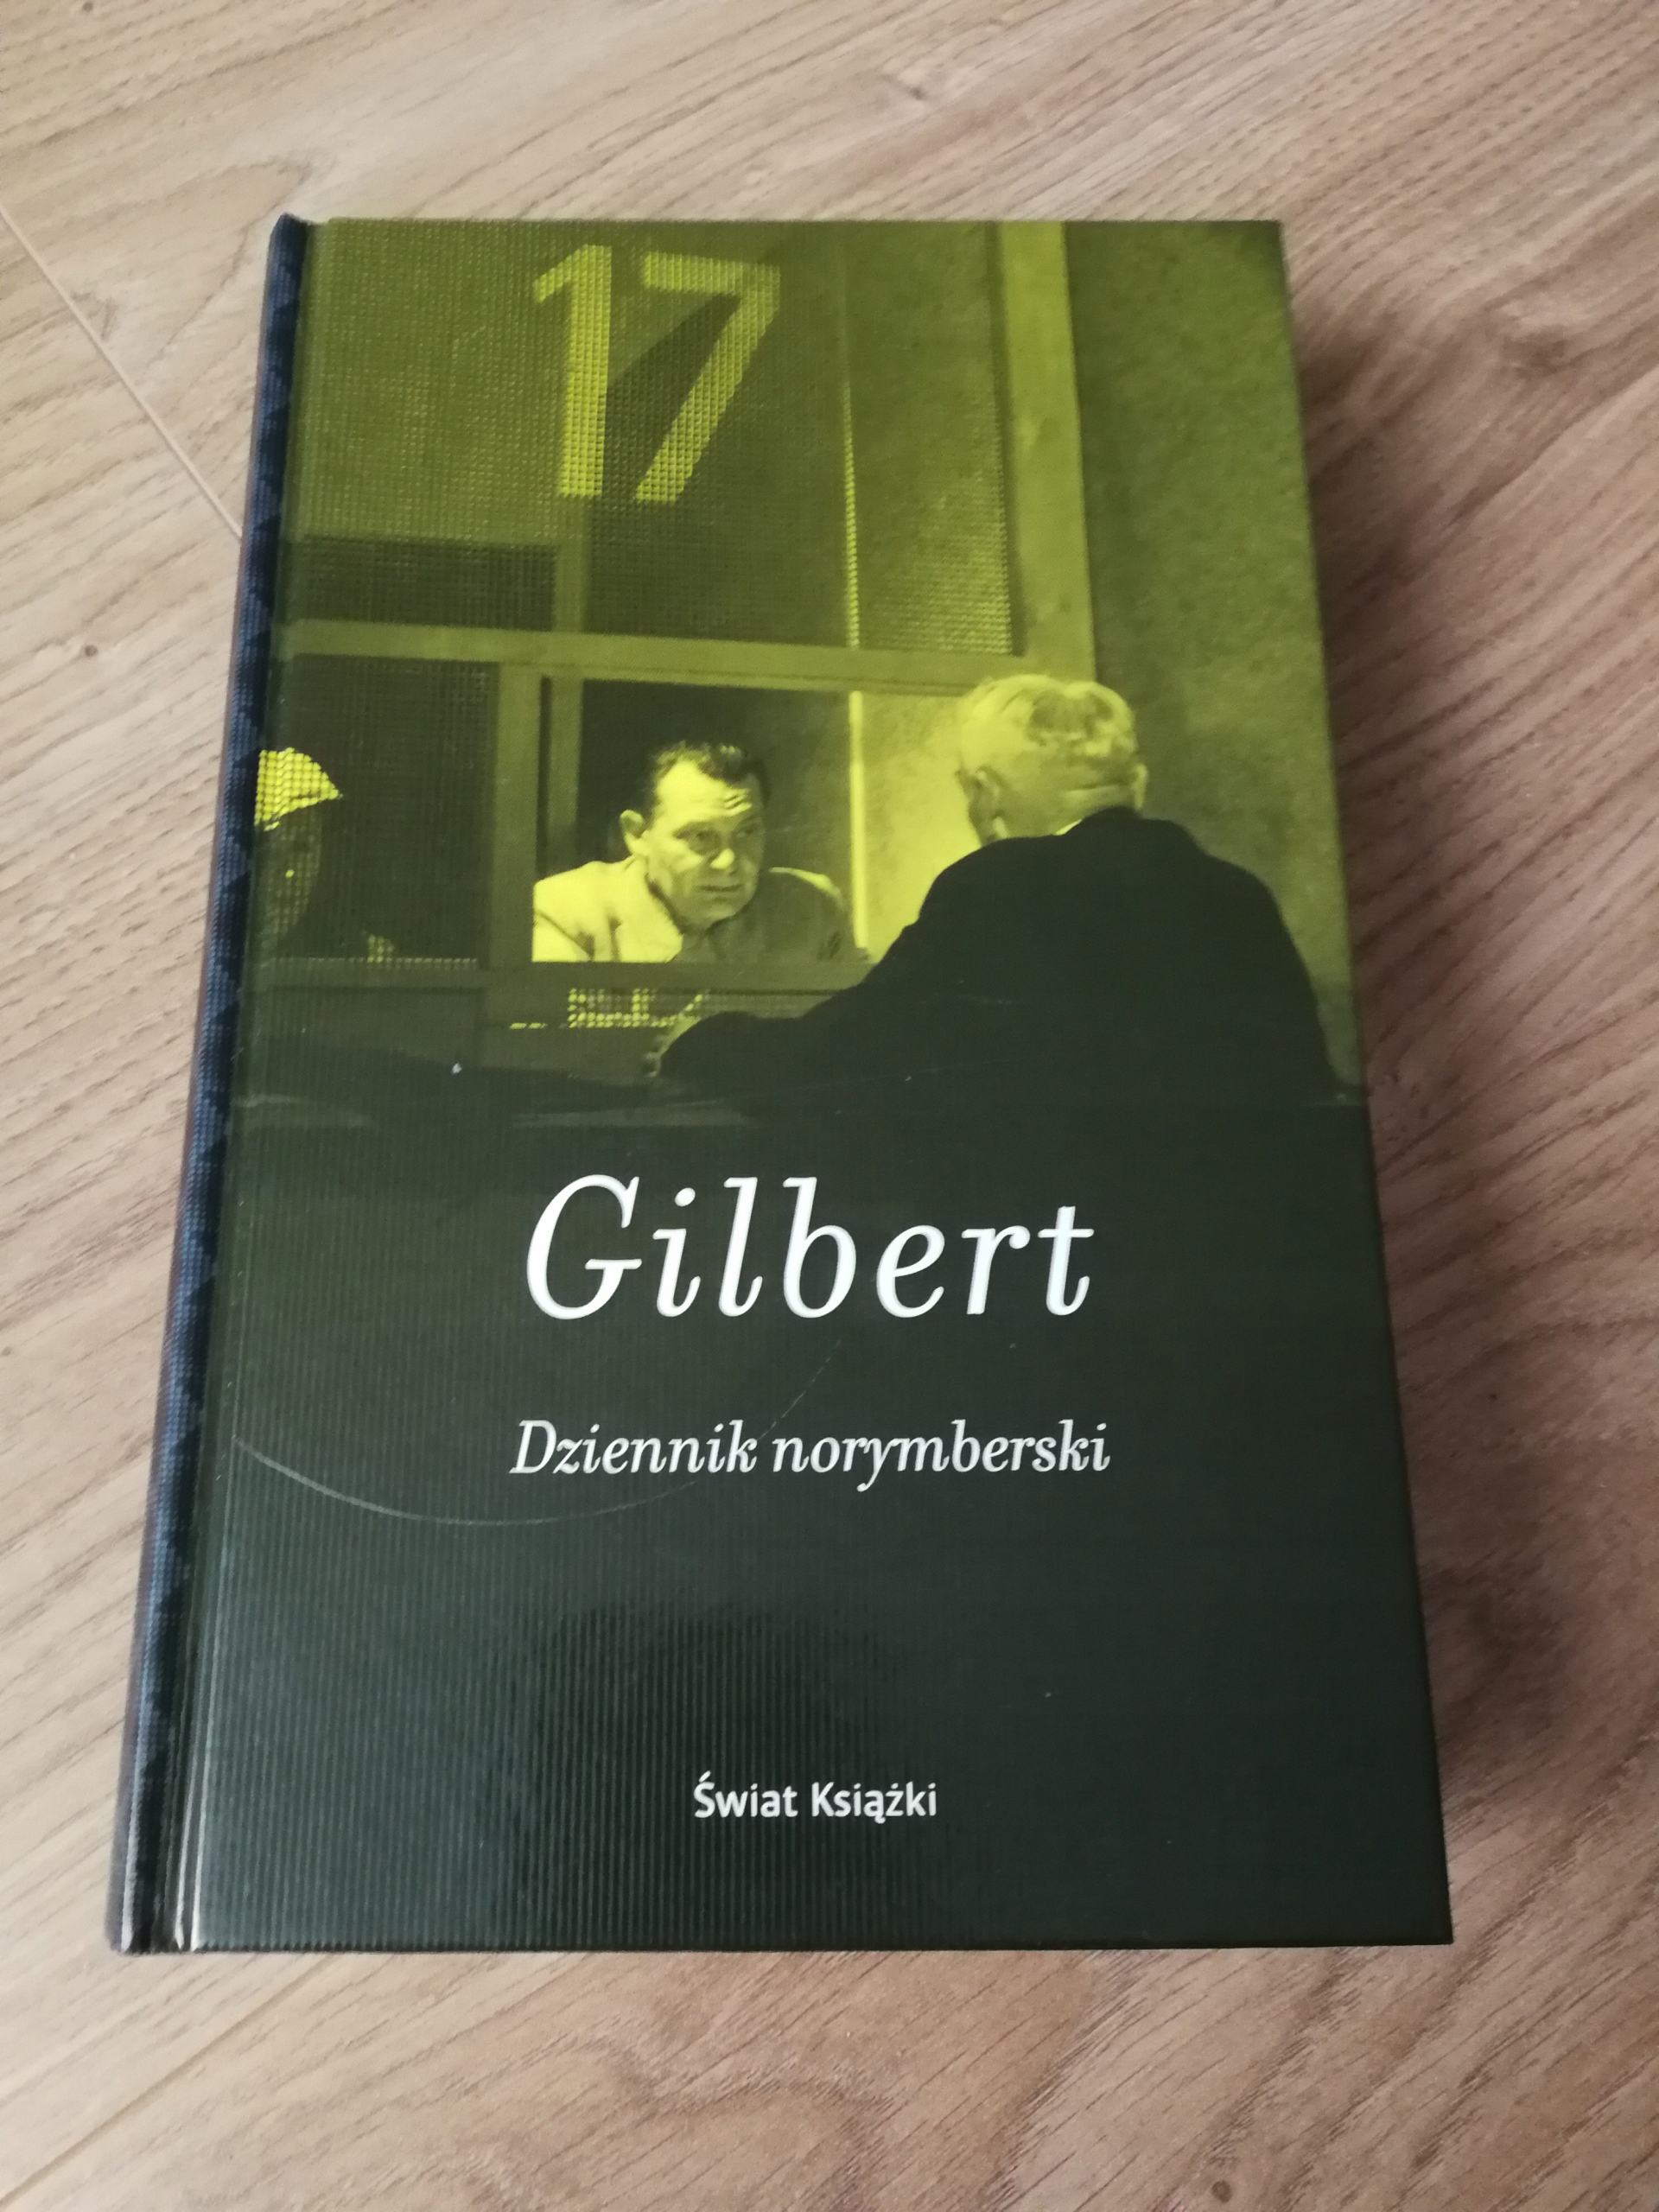 17
Gilbert
Dziennik norymberski
Świat Książki